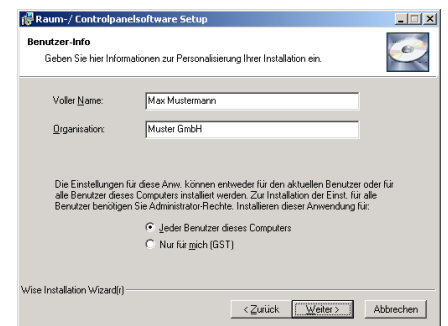 Raum-/ Controlpanelsoftware Setup
Benutzer-Info
Geben Sie hier Informationen zur Personalisierung Ihrer Installation ein.
Voller Name:
Max Mustermann
Organisation:
Muster GmbH
Die Einstellungen für diese Anw. können entweder für den aktuellen Benutzer oder für
alle Benutzer dieses Computers installiert werden. Zur Installation der Einst. für alle
Benutzer benötigen Sie Administrator-Rechte. Installieren dieser Anwendung für:
Jeder Benutzer dieses Computers
Nur für mich (GST)
Wise Installation Wizard(r)
< Zurück
Weiter >
Abbrechen